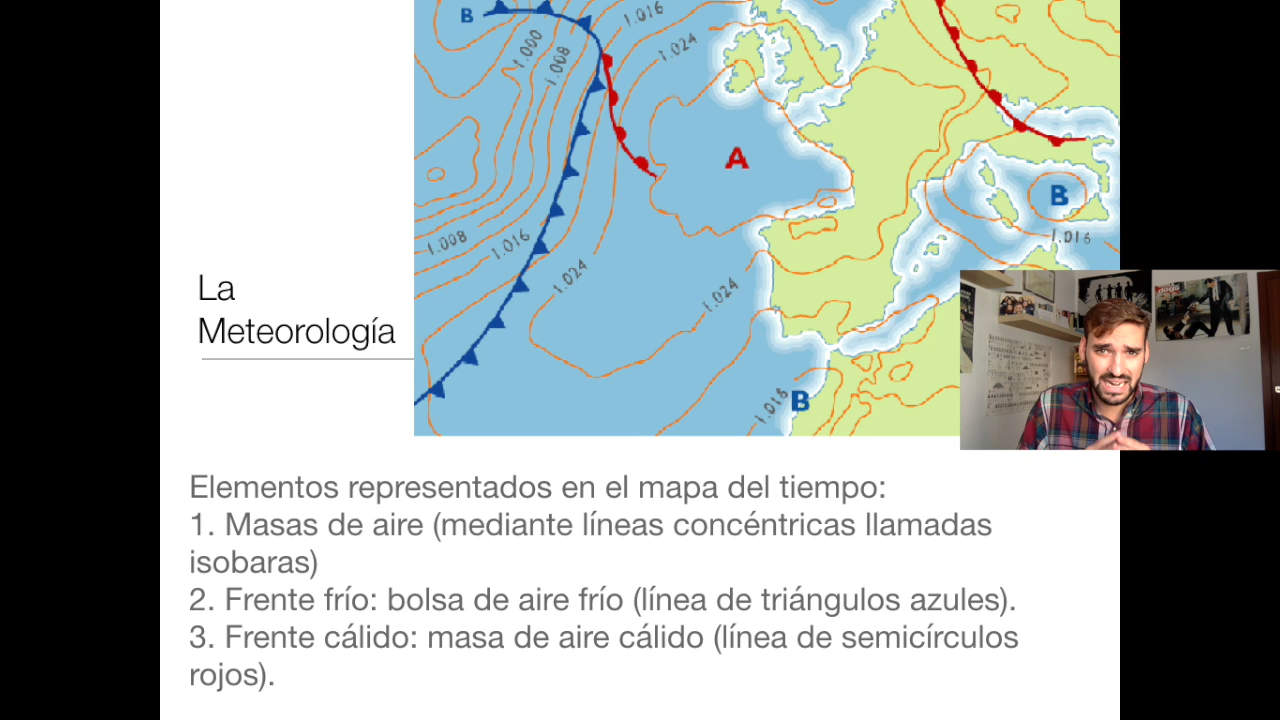 B
1.016
1.000
1.008
1.024
A
B
1.016
1.008
1.016
1.024
1.024
La
Meteorología
1.016
B
Elementos representados en el mapa del tiempo:
1. Masas de aire (mediante líneas concéntricas llamadas
isobaras)
2. Frente frío: bolsa de aire frío (línea de triángulos azules).
3. Frente cálido: masa de aire cálido (línea de semicírculos
rojos).